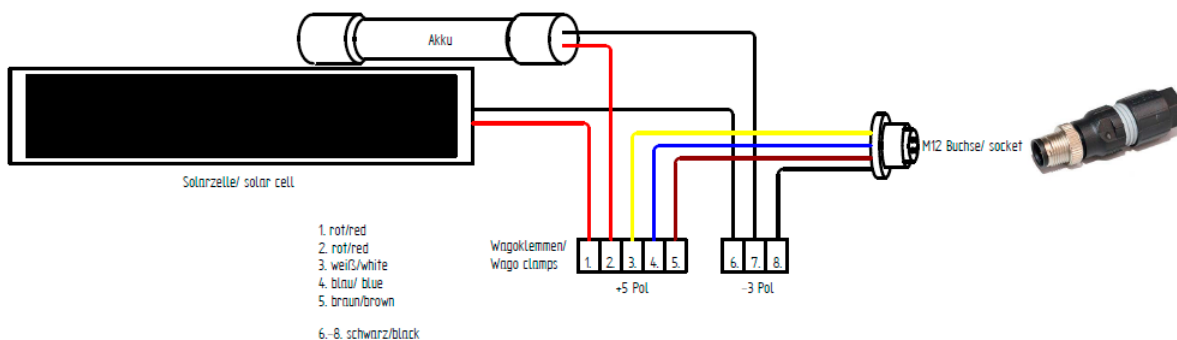 Akku
M12 Buchse/ socket
Solarzelle/ solar cell
1. rot/red
2. rot/red
3. weiß/white
4. blau/ blue
5. braun/brown
6.-8. schwarz/black
Wagoklemmen/
Wago clamps
1. 2. 3. 4. 5.
6. 7. 8.
+5 Pol
-3 Pol